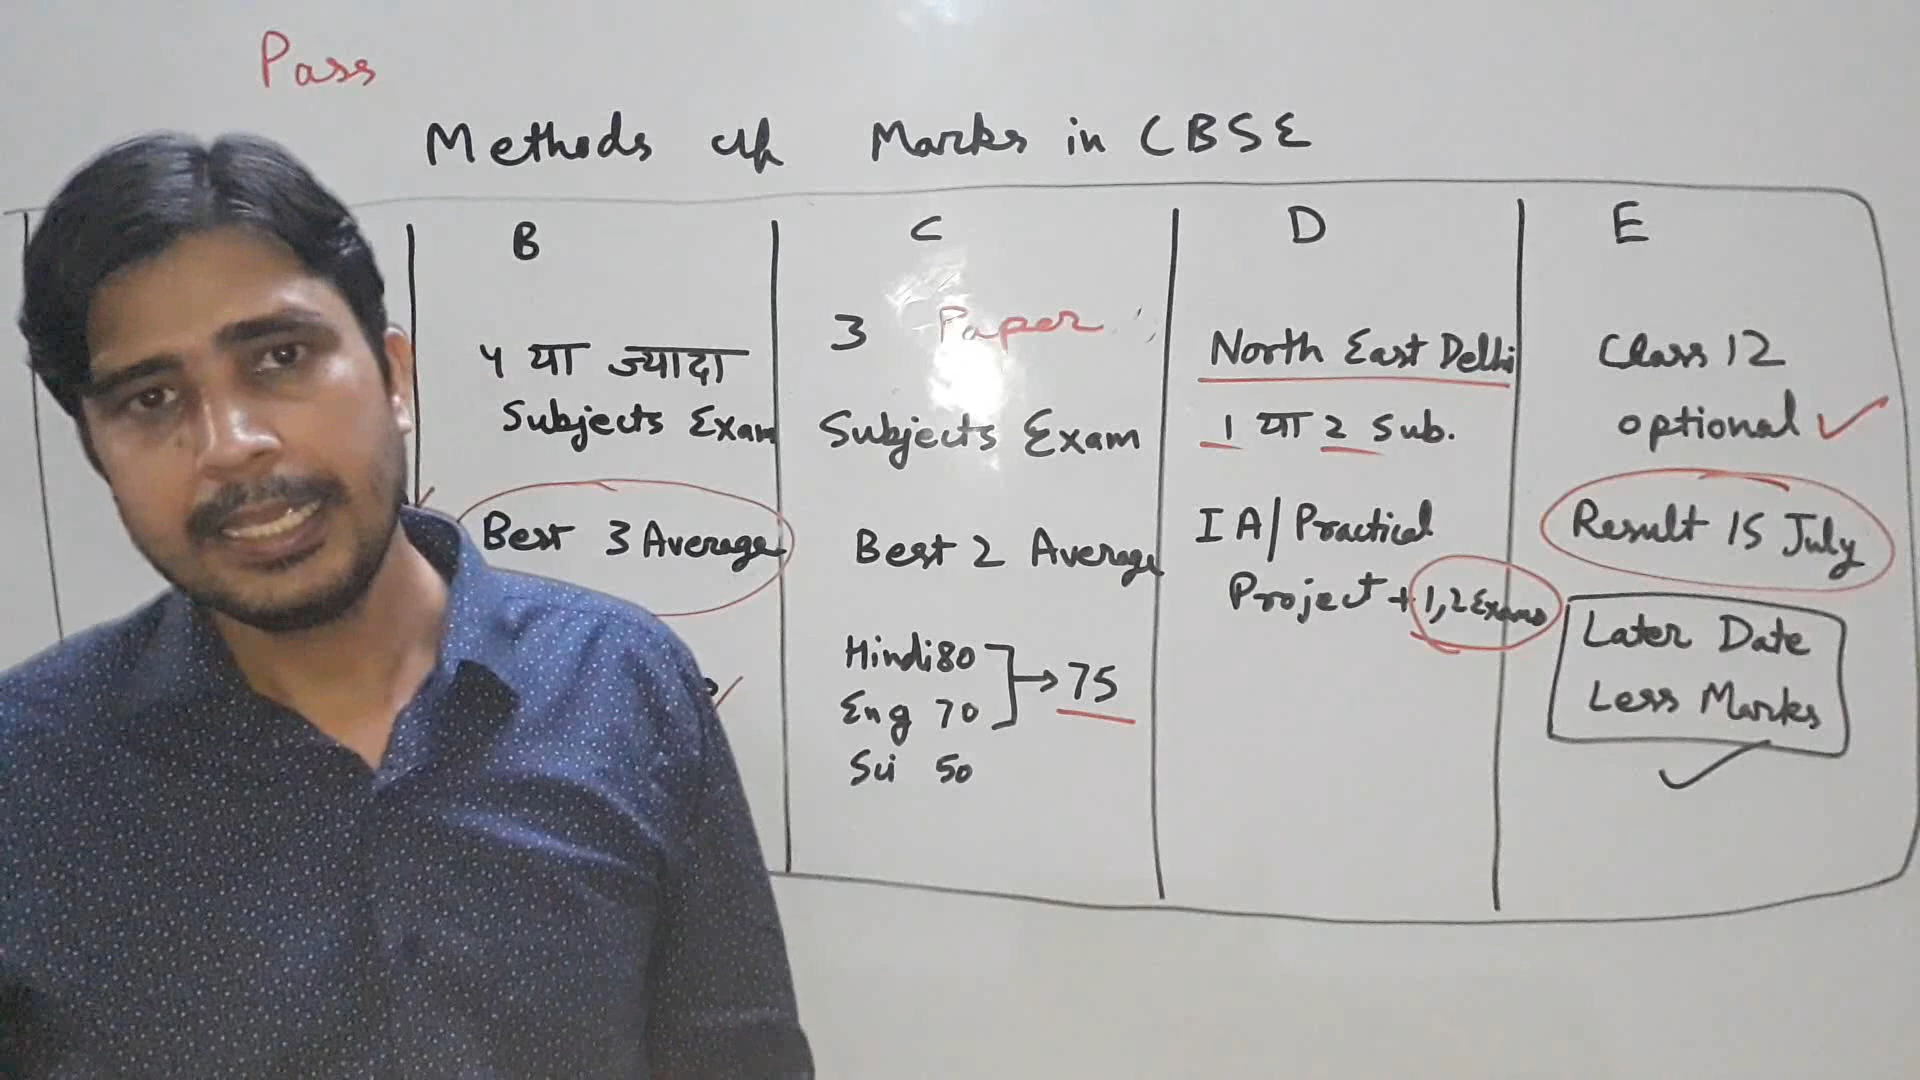 Pass
Methods of Marks in CBSE
B
4 या ज्यादा
Subjects Exam
Best 3 Average
C
3 Paper
Subjects Exam
Best 2 Average
Hindi 80
Eng 70
→ 75
Sci 50
D
North East Delhi
1 या 2 Sub.
IA/Practical
Project + 1,2 Exams
E
Class 12
optional
Result 15 July
Later Date
Less Marks